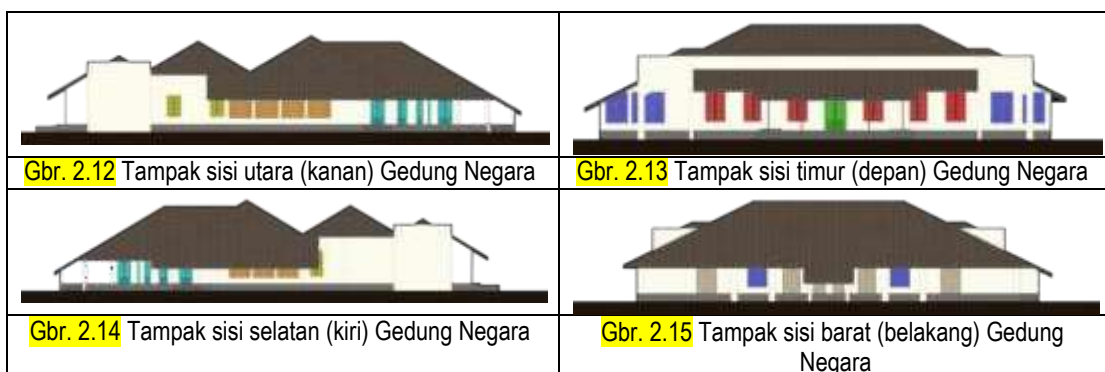 Gbr. 2.12 Tampak sisi utara (kanan) Gedung Negara
Gbr. 2.13 Tampak sisi timur (depan) Gedung Negara
Gbr. 2.14 Tampak sisi selatan (kiri) Gedung Negara
Gbr. 2.15 Tampak sisi barat (belakang) Gedung
Negara